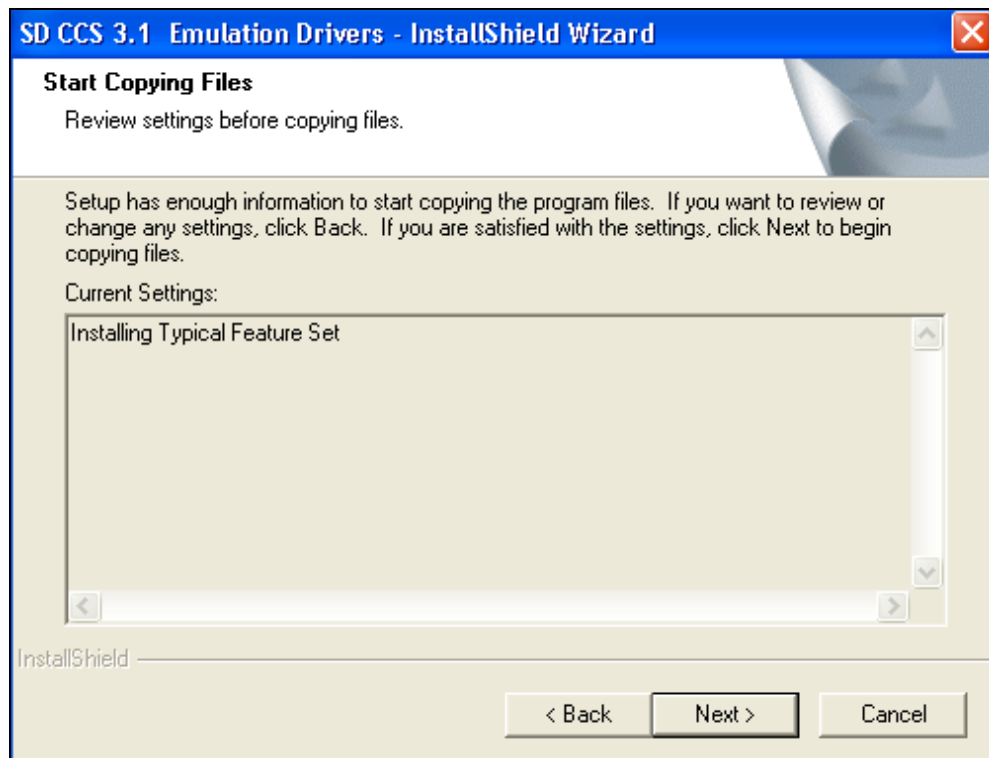 SD CCS 3.1  Emulation Drivers - InstallShield Wizard
Start Copying Files
Review settings before copying files.
Setup has enough information to start copying the program files.  If you want to review or
change any settings, click Back.  If you are satisfied with the settings, click Next to begin
copying files.
Current Settings:
Installing Typical Feature Set
InstallShield
< Back
Next >
Cancel